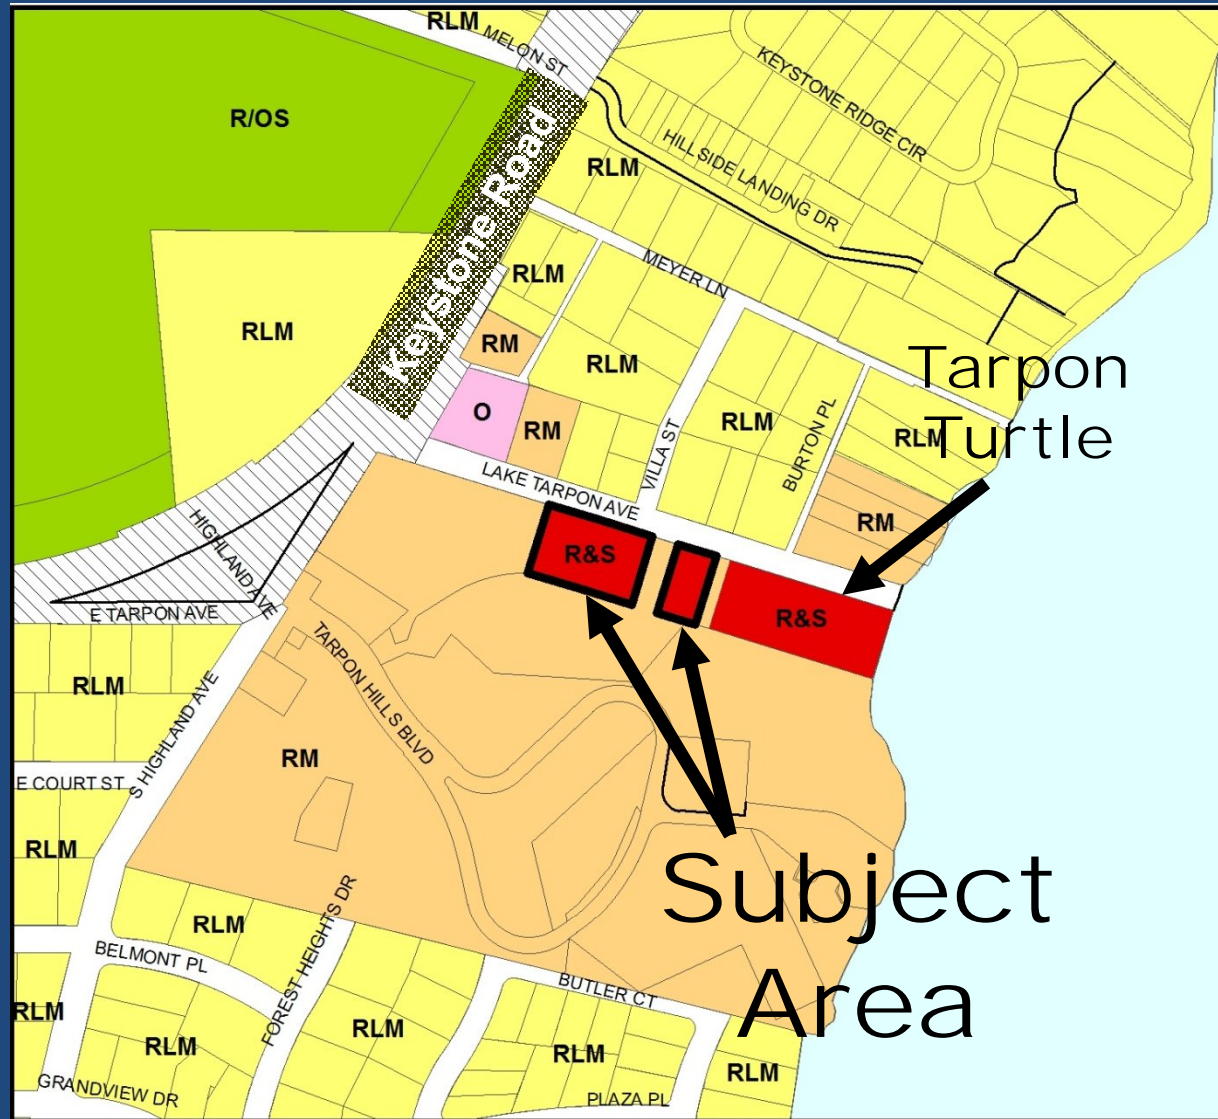 RLM
MELON ST
R/OS
KEYSTONE RIDGE CIR
Keystone Road
HILLSIDE LANDING DR
RLM
RLM
MEYER LN
RLM
RM
RLM
Tarpon
Turtle
O
RM
RLM
BURTON PL
RLM
VILLA ST
LAKE TARPON AVE
RM
HIGHLAND AVE
R&S
E TARPON AVE
R&S
RLM
TARPON HILLS BLVD
S HIGHLAND AVE
RM
E COURT ST
RLM
Subject
Area
RLM
FOREST HEIGHTS DR
BELMONT PL
BUTLER CT
RLM
RLM
RLM
RLM
RLM
GRANDVIEW DR
PLAZA PL